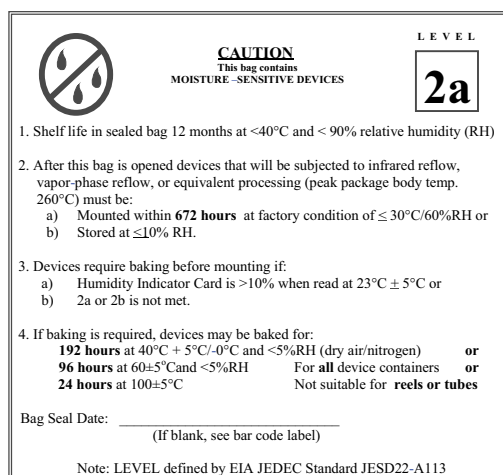 L E V E L
CAUTION
This bag contains
MOISTURE –SENSITIVE DEVICES
2a
1. Shelf life in sealed bag 12 months at <40°C and < 90% relative humidity (RH)
2. After this bag is opened devices that will be subjected to infrared reflow,
vapor-phase reflow, or equivalent processing (peak package body temp.
260°C) must be:
a) Mounted within 672 hours at factory condition of ≤ 30°C/60%RH or
b) Stored at ≤10% RH.
3. Devices require baking before mounting if:
a) Humidity Indicator Card is >10% when read at 23°C ± 5°C or
b) 2a or 2b is not met.
4. If baking is required, devices may be baked for:
192 hours at 40°C + 5°C/-0°C and <5%RH (dry air/nitrogen) or
96 hours at 60±5°Cand <5%RH For all device containers or
24 hours at 100±5°C Not suitable for reels or tubes
Bag Seal Date: ______________________________
(If blank, see bar code label)
Note: LEVEL defined by EIA JEDEC Standard JESD22-A113